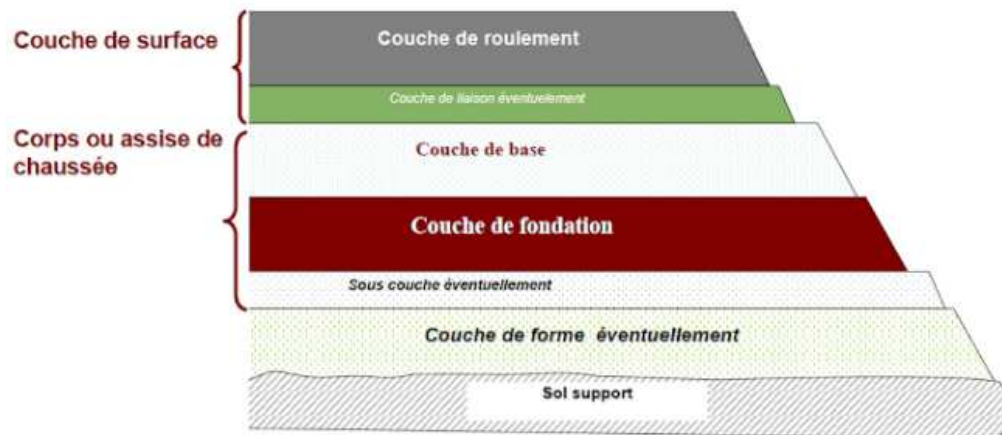 Couche de surface
Couche de roulement
Couche de liaison éventuelement
Corps ou assise de
chaussée
Couche de base
Couche de fondation
Sous couche éventuellement
Couche de forme éventuellement
Sol support